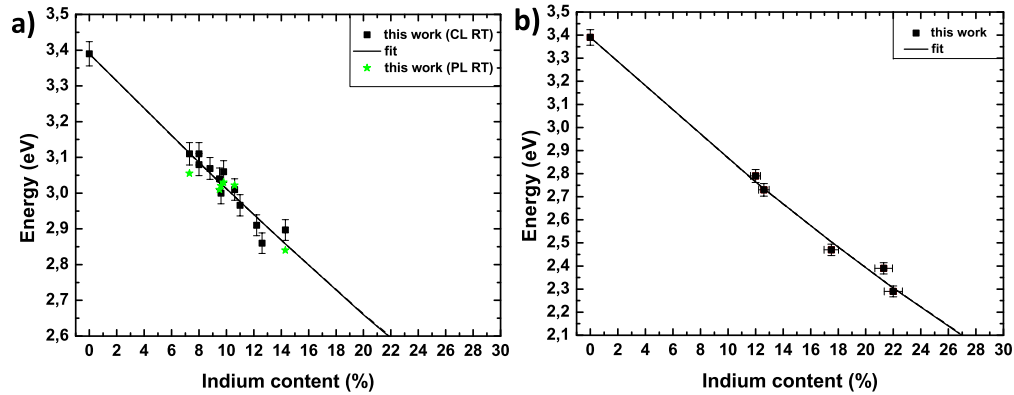 a)
3,5
3,4
3,3
3,2
3,1
3,0
2,9
2,8
2,7
2,6
Energy (eV)
this work (CL RT)
fit
this work (PL RT)
0 2 4 6 8 10 12 14 16 18 20 22 24 26 28 30
Indium content (%)
b)
3,5
3,4
3,3
3,2
3,1
3,0
2,9
2,8
2,7
2,6
2,5
2,4
2,3
2,2
2,1
Energy (eV)
this work
fit
0 2 4 6 8 10 12 14 16 18 20 22 24 26 28 30
Indium content (%)